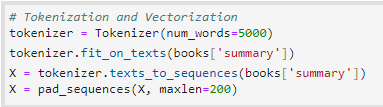 # Tokenization and Vectorization
tokenizer = Tokenizer(num_words=5000)
tokenizer.fit_on_texts(books['summary'])
X = tokenizer.texts_to_sequences(books['summary'])
X = pad_sequences(X, maxlen=200)